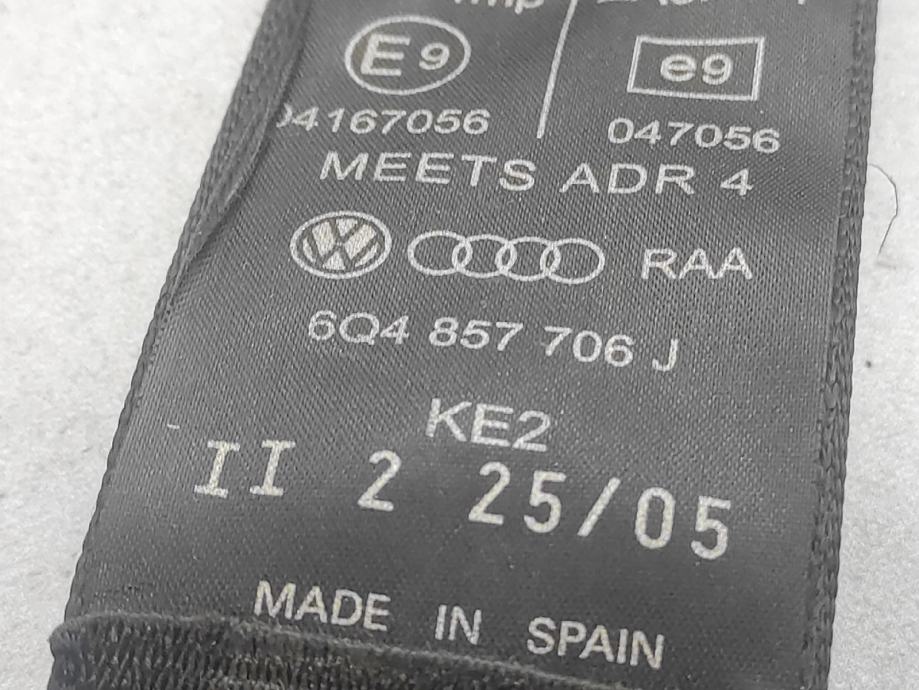 E9 e9
04167056 047056
MEETS ADR 4
RAA
6Q4 857 706 J
KE2
II 2 25/05
MADE IN SPAIN